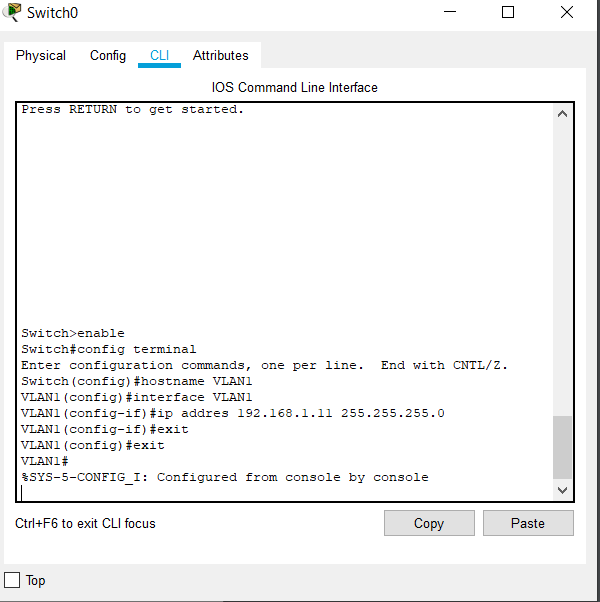 Switch0
Physical Config CLI Attributes
IOS Command Line Interface
Press RETURN to get started.
Switch>enable
Switch#config terminal
Enter configuration commands, one per line.  End with CNTL/Z.
Switch(config)#hostname VLAN1
VLAN1(config)#interface VLAN1
VLAN1(config-if)#ip addres 192.168.1.11 255.255.255.0
VLAN1(config-if)#exit
VLAN1(config)#exit
VLAN1#
%SYS-5-CONFIG_I: Configured from console by console
Ctrl+F6 to exit CLI focus Copy Paste
Top